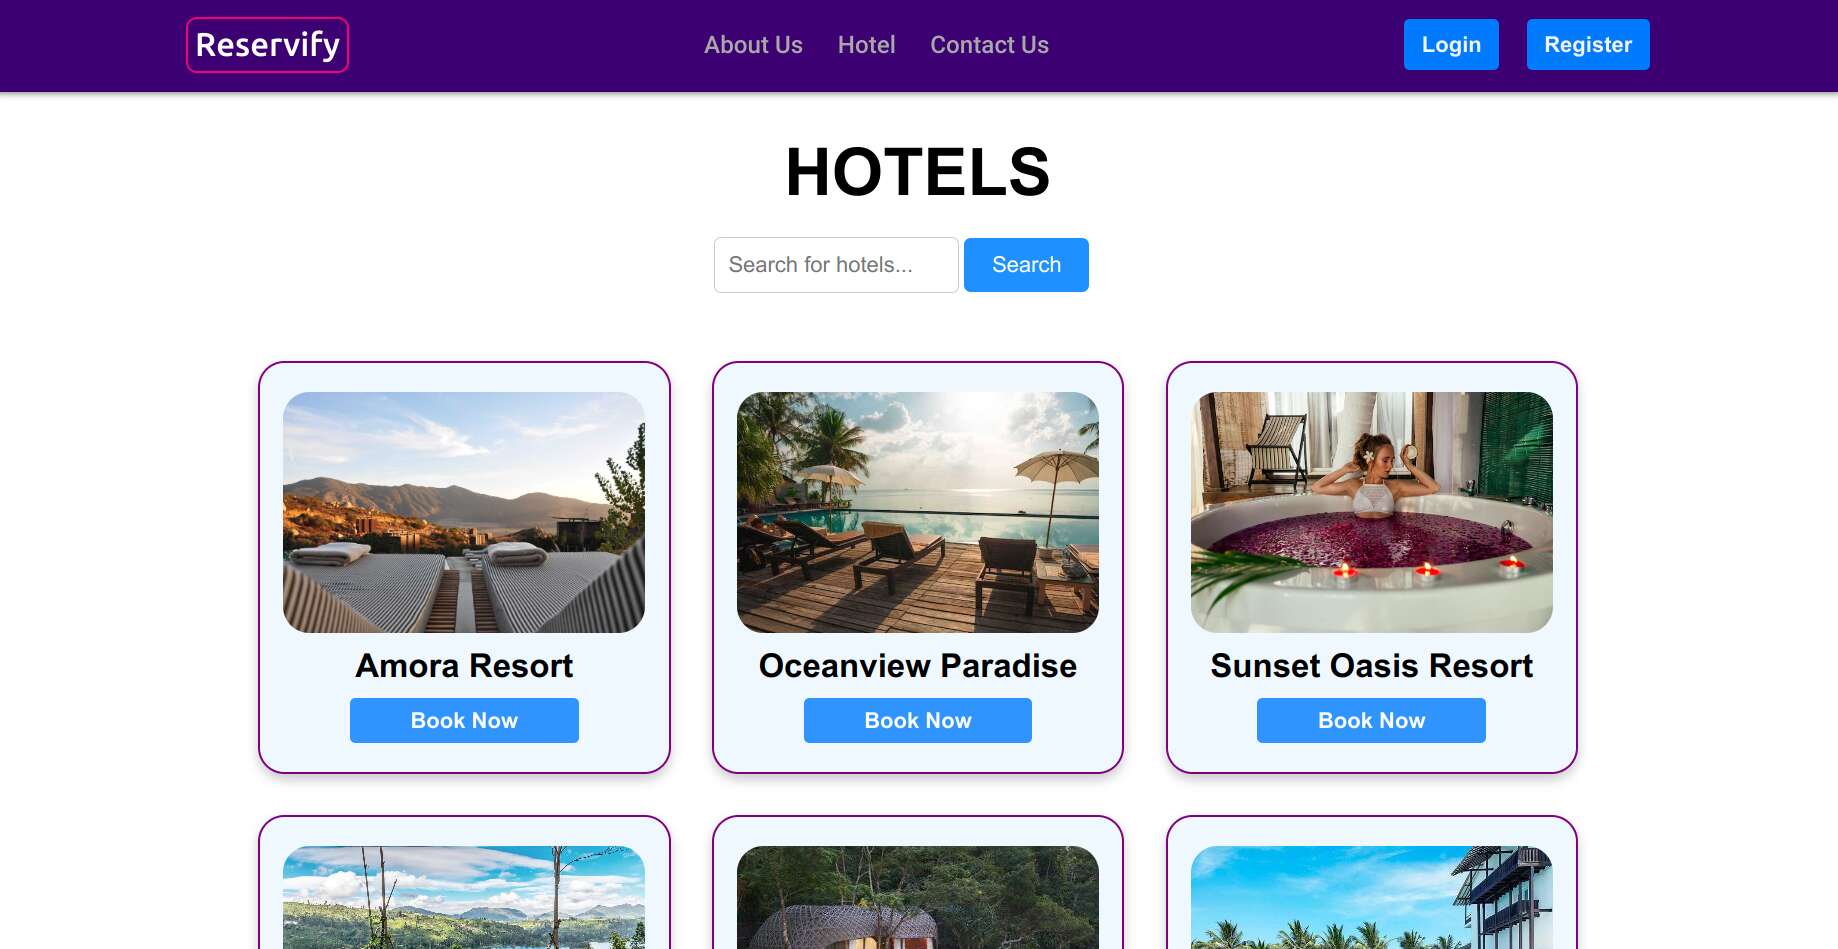 Reservify
About Us Hotel Contact Us
Login Register
HOTELS
Search for hotels... Search
Amora Resort
Book Now
Oceanview Paradise
Book Now
Sunset Oasis Resort
Book Now